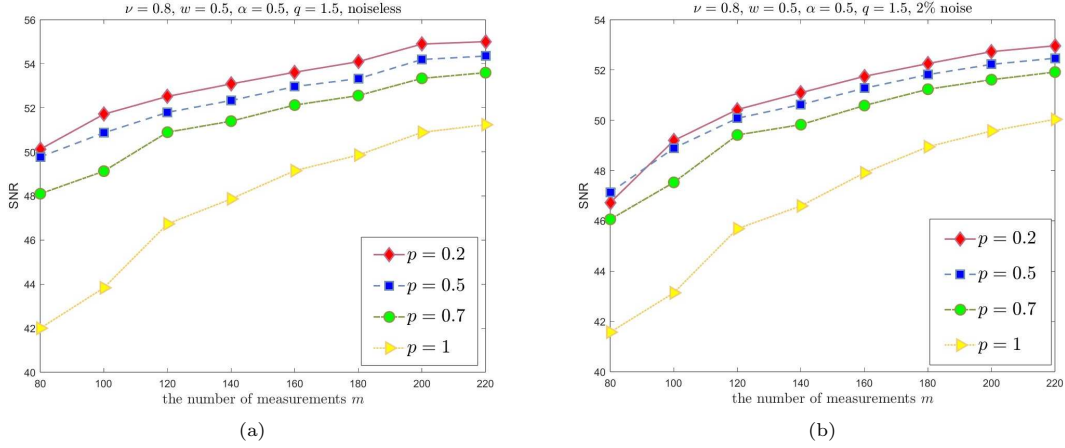 ν = 0.8, w = 0.5, α = 0.5, q = 1.5, noiseless
56
54
52
50
48
46
44
42
40
SNR
80 100 120 140 160 180 200 220
the number of measurements m
p = 0.2
p = 0.5
p = 0.7
p = 1
(a)
ν = 0.8, w = 0.5, α = 0.5, q = 1.5, 2% noise
54
52
50
48
46
44
42
40
SNR
80 100 120 140 160 180 200 220
the number of measurements m
p = 0.2
p = 0.5
p = 0.7
p = 1
(b)